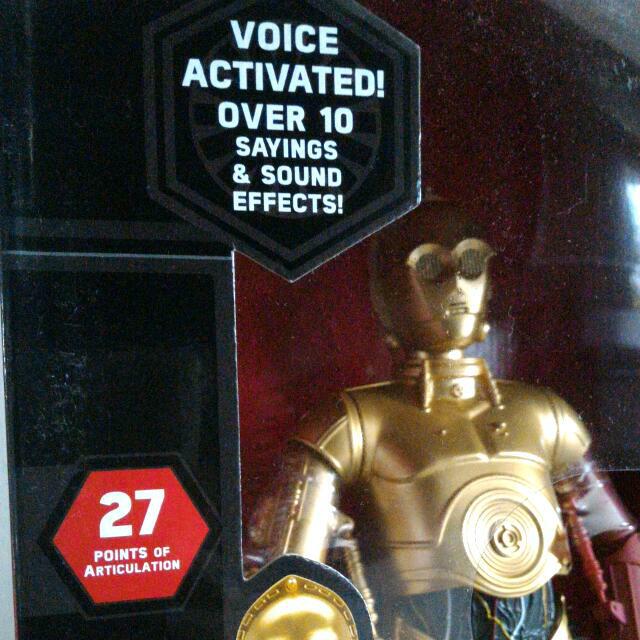 VOICE
ACTIVATED!
OVER 10
SAYINGS
& SOUND
EFFECTS!
27
POINTS OF
ARTICULATION